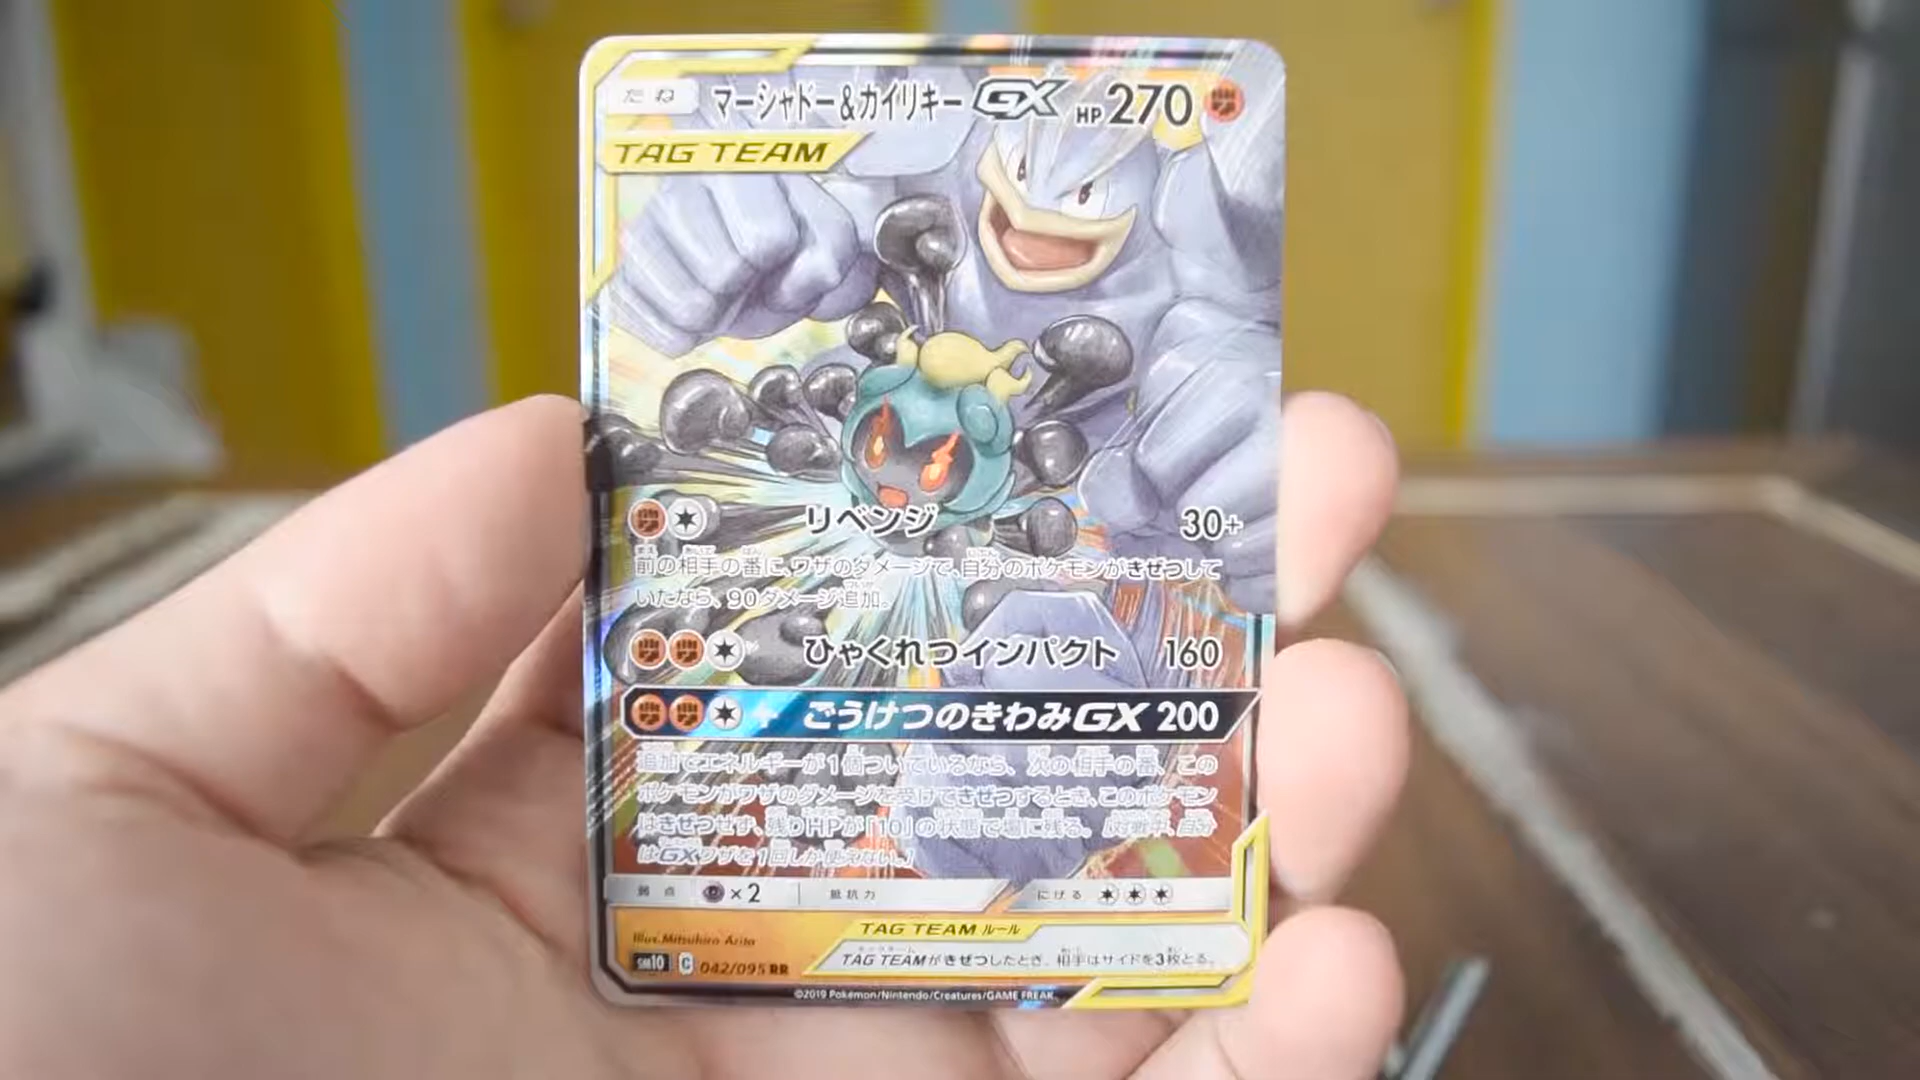 たね マーシャドー&カイリキーGX HP270
TAG TEAM
リベンジ 30+
前の相手の番に、ワザのダメージで、自分のポケモンがきぜつして
いたなら、90ダメージ追加。
ひゃくれつインパクト 160
+ ごうけつのきわみGX 200
追加でエネルギーが1個ついているなら、次の相手の番、この
ポケモンがワザのダメージを受けてきぜつするとき、このポケモン
はきぜつせず、残りHPが「10」の状態で場に残る。[対戦中、自分
はGXワザを1回しか使えない。]
弱点 ×2 抵抗力 にげる
TAG TEAM ルール
TAG TEAMがきぜつしたとき、相手はサイドを3枚とる。
Illus. Mitsuhiro Arita
SM10 C 042/095 RR
©2019 Pokémon/Nintendo/Creatures/GAME FREAK.